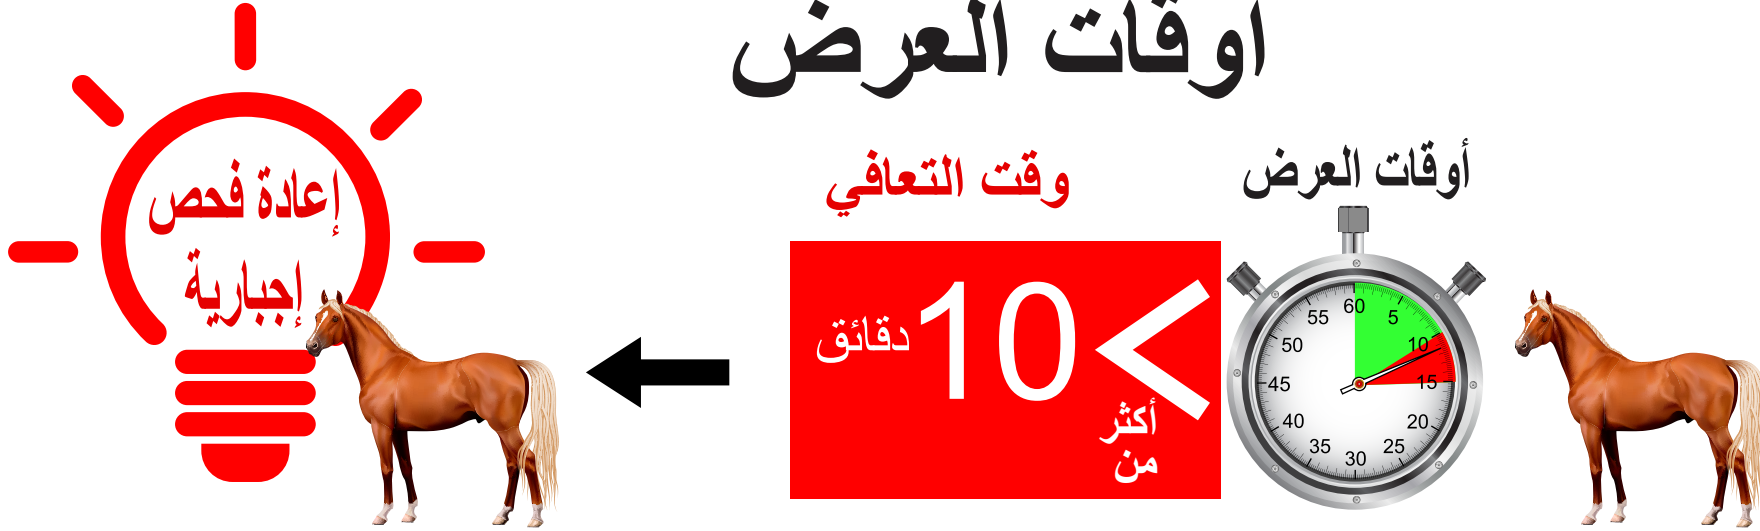 اوقات العرض
أوقات العرض
60
5
10
15
20
25
30
35
40
45
50
55
وقت التعافي
< 10 دقائق
أكثر
من
إعادة فحص
إجبارية